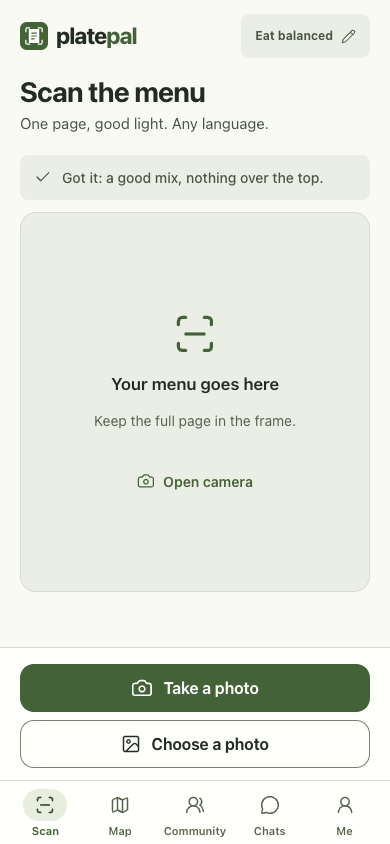 platepal
Eat balanced
Scan the menu
One page, good light. Any language.
Got it: a good mix, nothing over the top.
Your menu goes here
Keep the full page in the frame.
Open camera
Take a photo
Choose a photo
Scan
Map
Community
Chats
Me